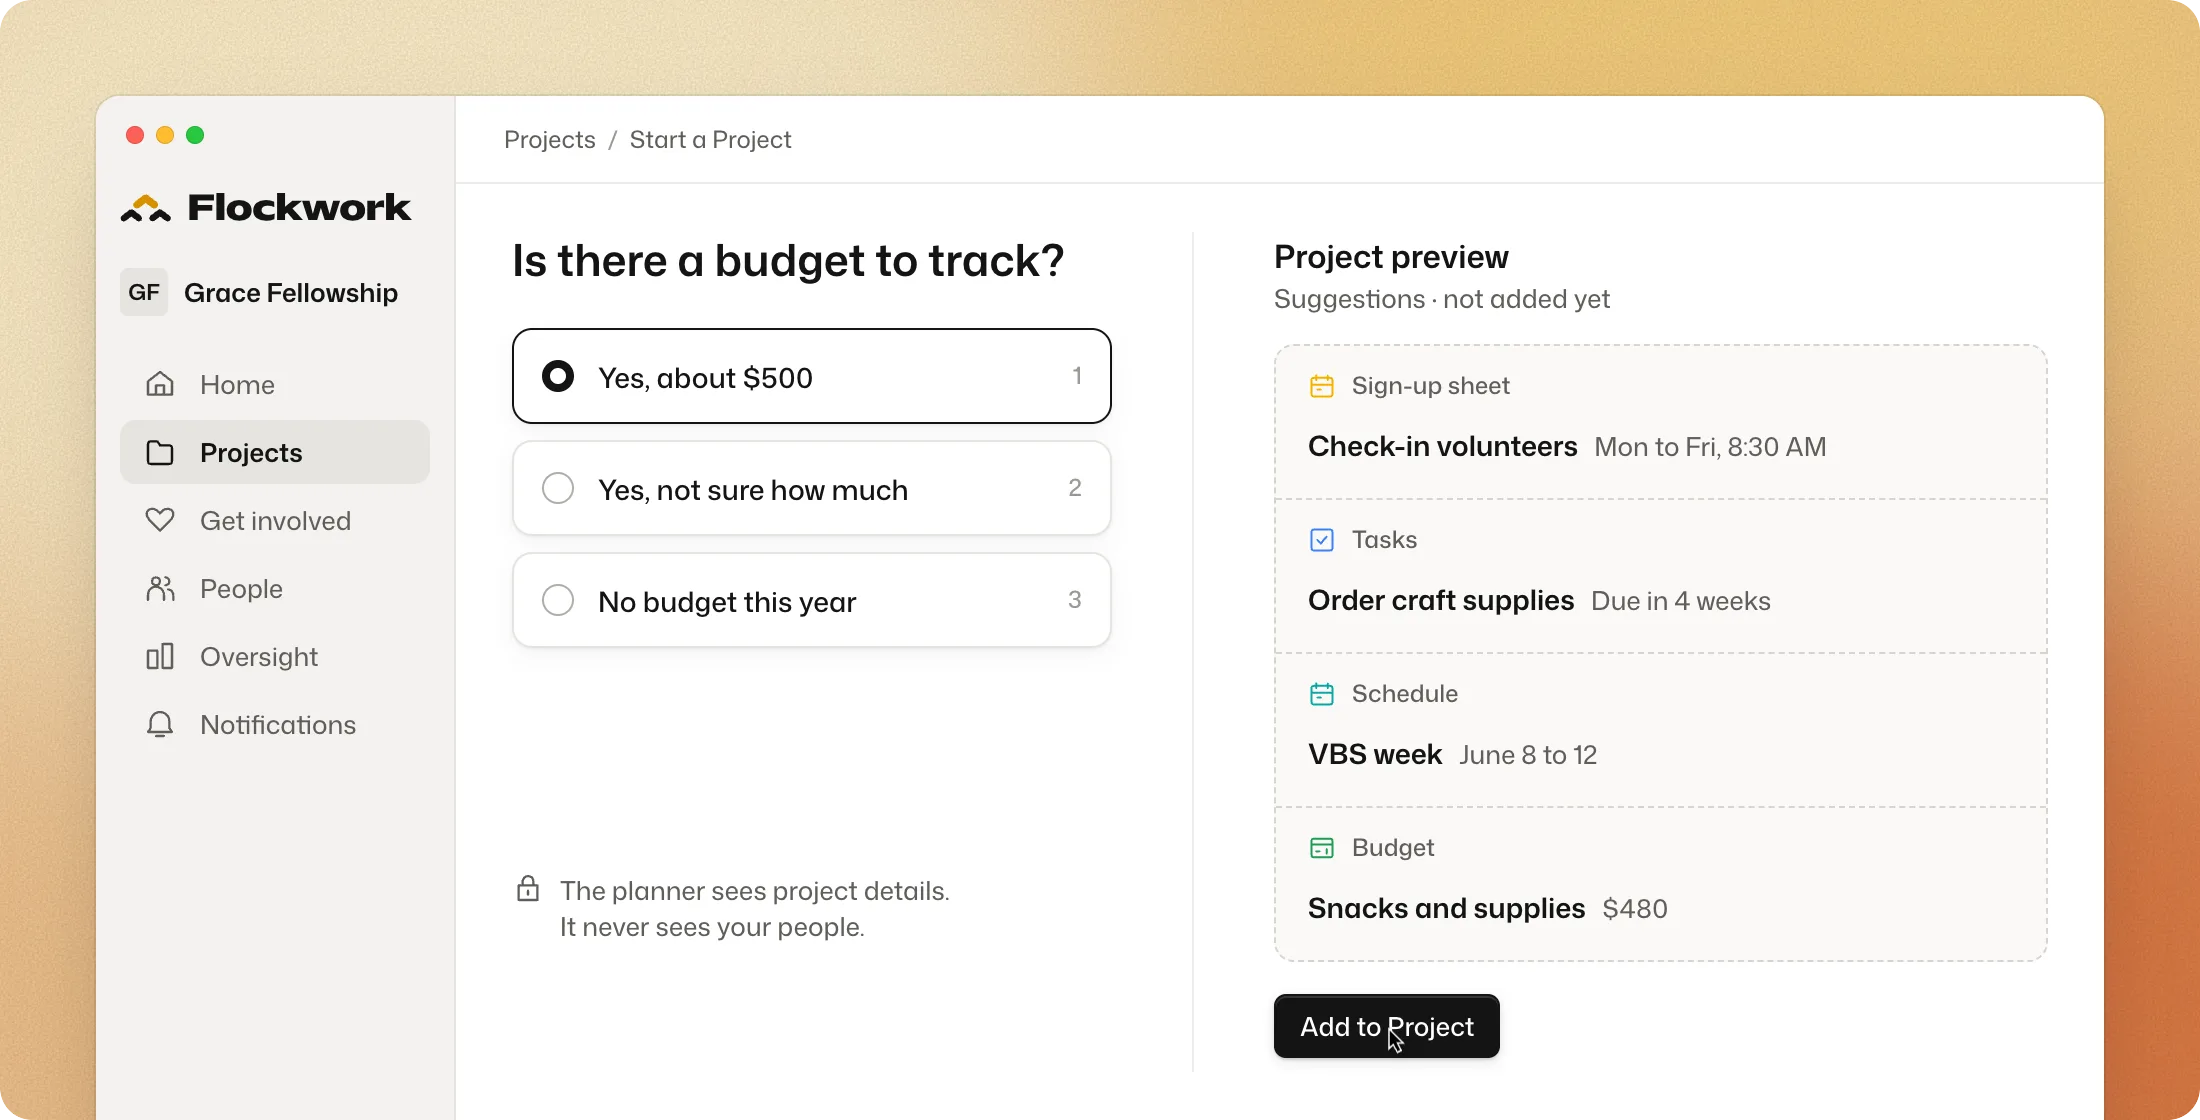 Flockwork
GF Grace Fellowship
Home
Projects
Get involved
People
Oversight
Notifications
Projects / Start a Project
Is there a budget to track?
Yes, about $500 1
Yes, not sure how much 2
No budget this year 3
The planner sees project details.
It never sees your people.
Project preview
Suggestions · not added yet
Sign-up sheet
Check-in volunteers Mon to Fri, 8:30 AM
Tasks
Order craft supplies Due in 4 weeks
Schedule
VBS week June 8 to 12
Budget
Snacks and supplies $480
Add to Project